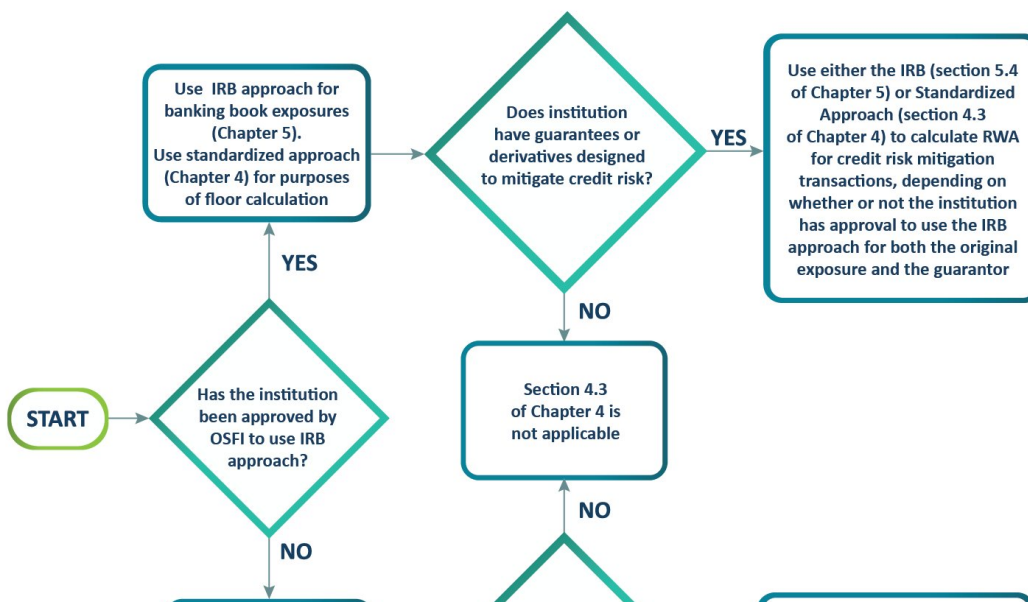 Use IRB approach for
banking book exposures
(Chapter 5).
Use standardized approach
(Chapter 4) for purposes
of floor calculation
Does institution
have guarantees or
derivatives designed
to mitigate credit risk?
YES
Use either the IRB (section 5.4
of Chapter 5) or Standardized
Approach (section 4.3
of Chapter 4) to calculate RWA
for credit risk mitigation
transactions, depending on
whether or not the institution
has approval to use the IRB
approach for both the original
exposure and the guarantor
YES
NO
START
Has the institution
been approved by
OSFI to use IRB
approach?
Section 4.3
of Chapter 4 is
not applicable
NO
NO